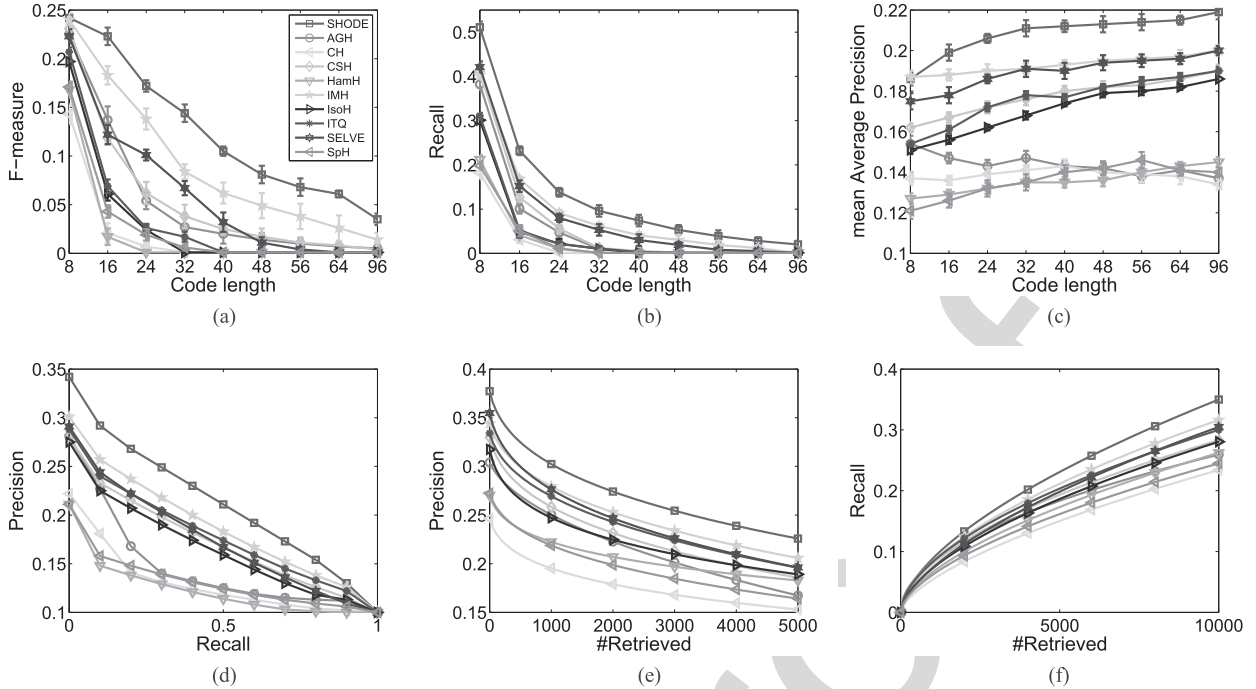 0.25
0.2
0.15
0.1
0.05
0
F-measure
8 16 24 32 40 48 56 64 96
Code length
SHODE
AGH
CH
CSH
HamH
IMH
IsoH
ITQ
SELVE
SpH
(a)
0.5
0.4
0.3
0.2
0.1
0
Recall
8 16 24 32 40 48 56 64 96
Code length
(b)
0.22
0.2
0.18
0.16
0.14
0.12
0.1
mean Average Precision
8 16 24 32 40 48 56 64 96
Code length
(c)
0.35
0.3
0.25
0.2
0.15
0.1
Precision
0 0.5 1
Recall
(d)
0.4
0.35
0.3
0.25
0.2
0.15
Precision
0 1000 2000 3000 4000 5000
#Retrieved
(e)
0.4
0.3
0.2
0.1
0
Recall
0 5000 10000
#Retrieved
(f)